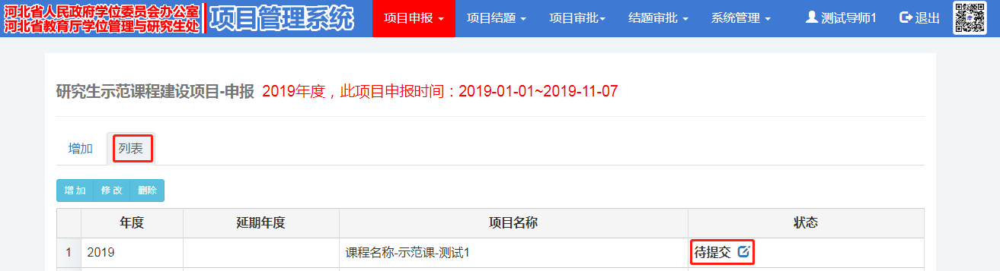 河北省人民政府学位委员会办公室
河北省教育厅学位管理与研究生处
项目管理系统
项目申报 项目结题 项目审批 结题审批 系统管理 测试导师1 退出
研究生示范课程建设项目-申报 2019年度，此项目申报时间：2019-01-01~2019-11-07
增加 列表
增加 修改 删除
年度 延期年度 项目名称 状态
1 2019 课程名称-示范课-测试1 待提交